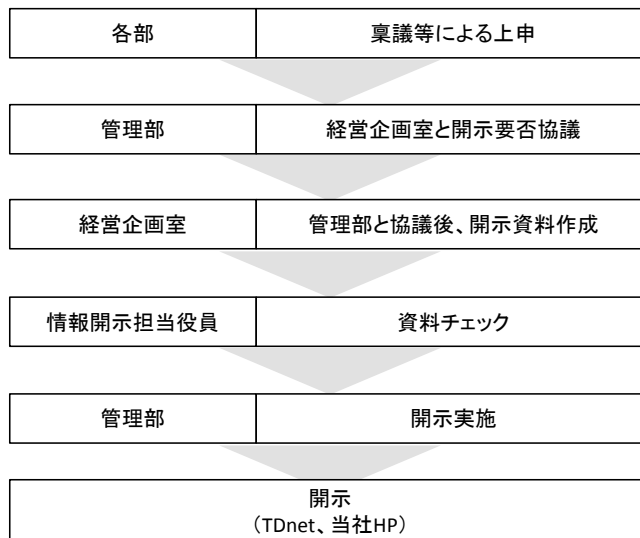 各部 稟議等による上申
管理部 経営企画室と開示要否協議
経営企画室 管理部と協議後、開示資料作成
情報開示担当役員 資料チェック
管理部 開示実施
開示
（TDnet、当社HP）